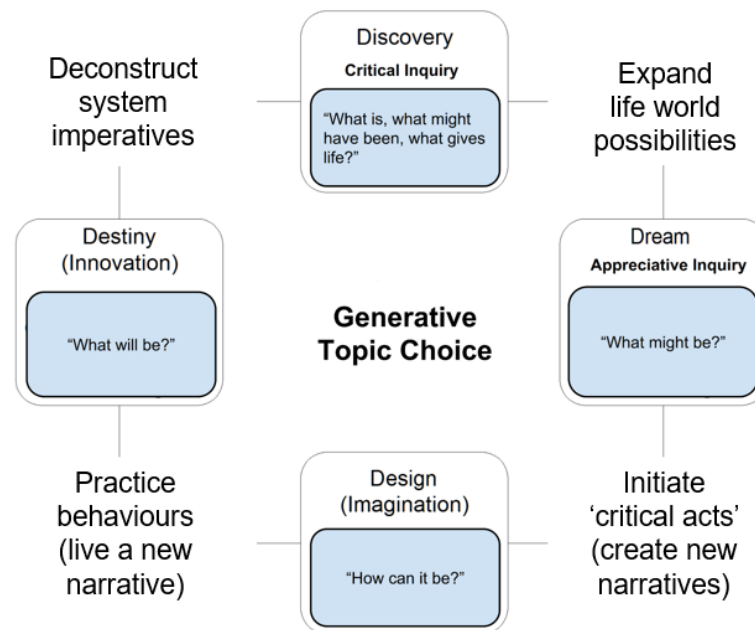 Discovery
Critical Inquiry
“What is, what might
have been, what gives
life?”
Deconstruct
system
imperatives
Expand
life world
possibilities
Destiny
(Innovation)
“What will be?”
Generative
Topic Choice
Dream
Appreciative Inquiry
“What might be?”
Practice
behaviours
(live a new
narrative)
Design
(Imagination)
“How can it be?”
Initiate
‘critical acts’
(create new
narratives)